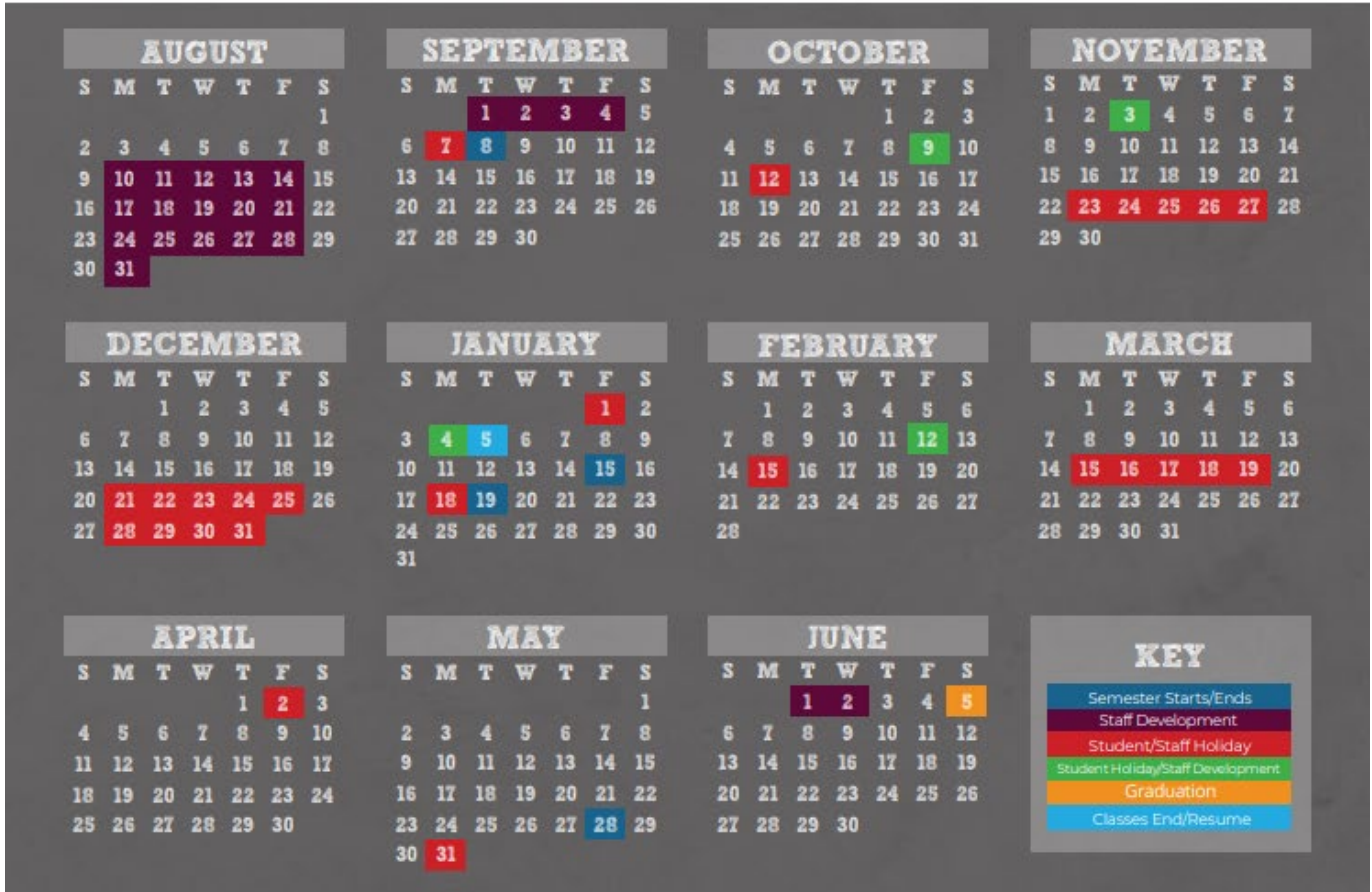 AUGUST
S M T W T F S
1
2 3 4 5 6 7 8
9 10 11 12 13 14 15
16 17 18 19 20 21 22
23 24 25 26 27 28 29
30 31
SEPTEMBER
S M T W T F S
1 2 3 4 5
6 7 8 9 10 11 12
13 14 15 16 17 18 19
20 21 22 23 24 25 26
27 28 29 30
OCTOBER
S M T W T F S
1 2 3
4 5 6 7 8 9 10
11 12 13 14 15 16 17
18 19 20 21 22 23 24
25 26 27 28 29 30 31
NOVEMBER
S M T W T F S
1 2 3 4 5 6 7
8 9 10 11 12 13 14
15 16 17 18 19 20 21
22 23 24 25 26 27 28
29 30
DECEMBER
S M T W T F S
1 2 3 4 5
6 7 8 9 10 11 12
13 14 15 16 17 18 19
20 21 22 23 24 25 26
27 28 29 30 31
JANUARY
S M T W T F S
1 2
3 4 5 6 7 8 9
10 11 12 13 14 15 16
17 18 19 20 21 22 23
24 25 26 27 28 29 30
31
FEBRUARY
S M T W T F S
1 2 3 4 5 6
7 8 9 10 11 12 13
14 15 16 17 18 19 20
21 22 23 24 25 26 27
28
MARCH
S M T W T F S
1 2 3 4 5 6
7 8 9 10 11 12 13
14 15 16 17 18 19 20
21 22 23 24 25 26 27
28 29 30 31
APRIL
S M T W T F S
1 2 3
4 5 6 7 8 9 10
11 12 13 14 15 16 17
18 19 20 21 22 23 24
25 26 27 28 29 30
MAY
S M T W T F S
1
2 3 4 5 6 7 8
9 10 11 12 13 14 15
16 17 18 19 20 21 22
23 24 25 26 27 28 29
30 31
JUNE
S M T W T F S
1 2 3 4 5
6 7 8 9 10 11 12
13 14 15 16 17 18 19
20 21 22 23 24 25 26
27 28 29 30
KEY
Semester Starts/Ends
Staff Development
Student/Staff Holiday
Student Holiday/Staff Development
Graduation
Classes End/Resume